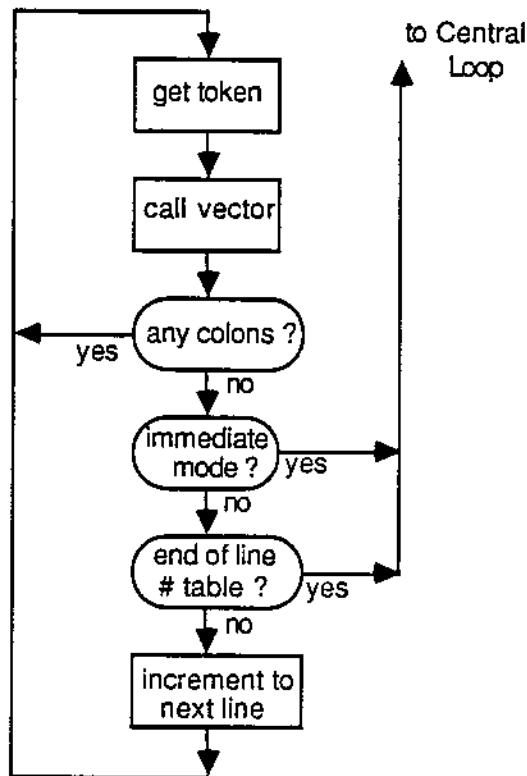 to Central
Loop
get token
call vector
any colons ?
yes
no
immediate
mode ?
yes
no
end of line
# table ?
yes
no
increment to
next line